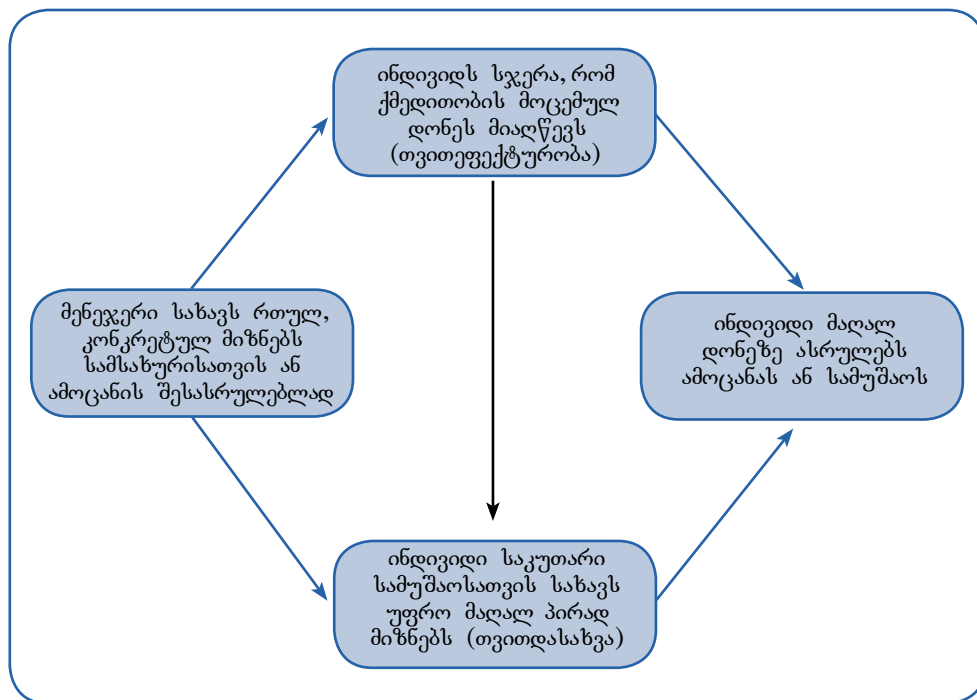 ინდივიდს სჯერა, რომ
ქმედითობის მოცემულ
დონეს მიაღწევს
(თვითეფექტურობა)
მენეჯერი სახავს რთულ,
კონკრეტულ მიზნებს
სამსახურისათვის ან
ამოცანის შესასრულებლად
ინდივიდი მაღალ
დონეზე ასრულებს
ამოცანას ან სამუშაოს
ინდივიდი საკუთარი
სამუშაოსათვის სახავს
უფრო მაღალ პირად
მიზნებს (თვითდასახვა)